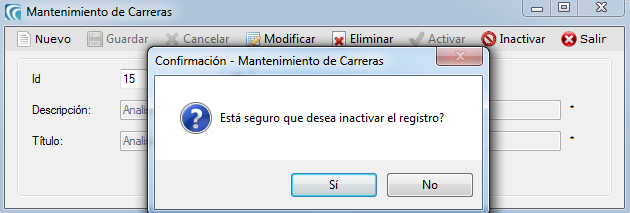 Mantenimiento de Carreras
Nuevo Guardar Cancelar Modificar Eliminar Activar Inactivar Salir
Confirmación - Mantenimiento de Carreras
Id 15
Descripción: *
Está seguro que desea inactivar el registro?
Título: *
Sí No